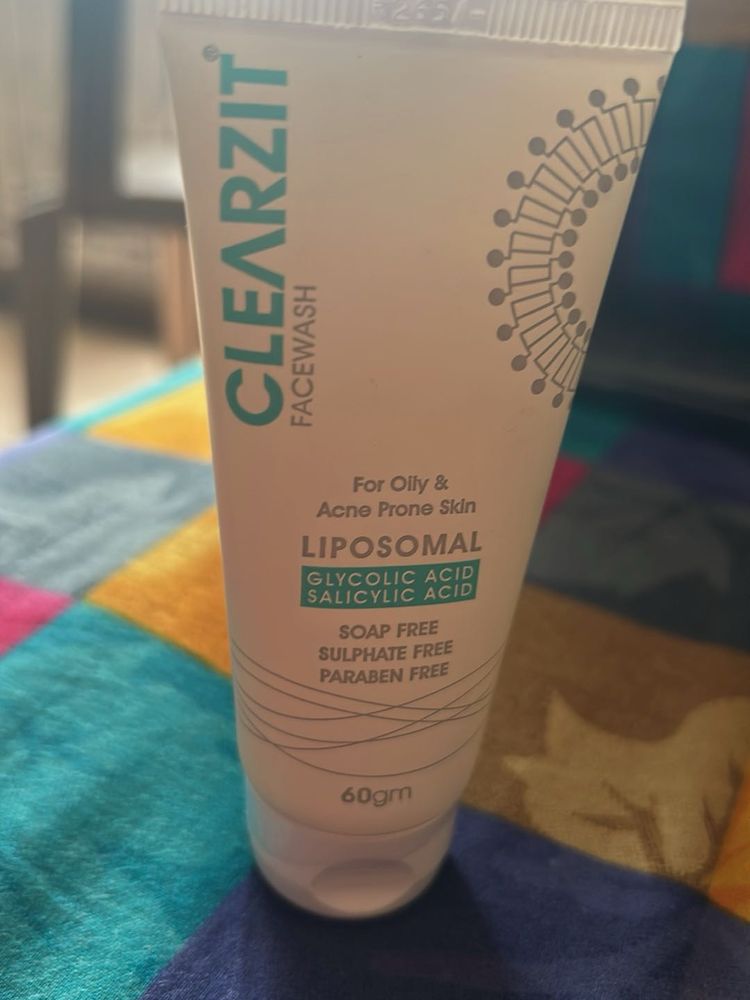 CLEARZIT®
FACEWASH
For Oily &
Acne Prone Skin
LIPOSOMAL
GLYCOLIC ACID
SALICYLIC ACID
SOAP FREE
SULPHATE FREE
PARABEN FREE
60gm